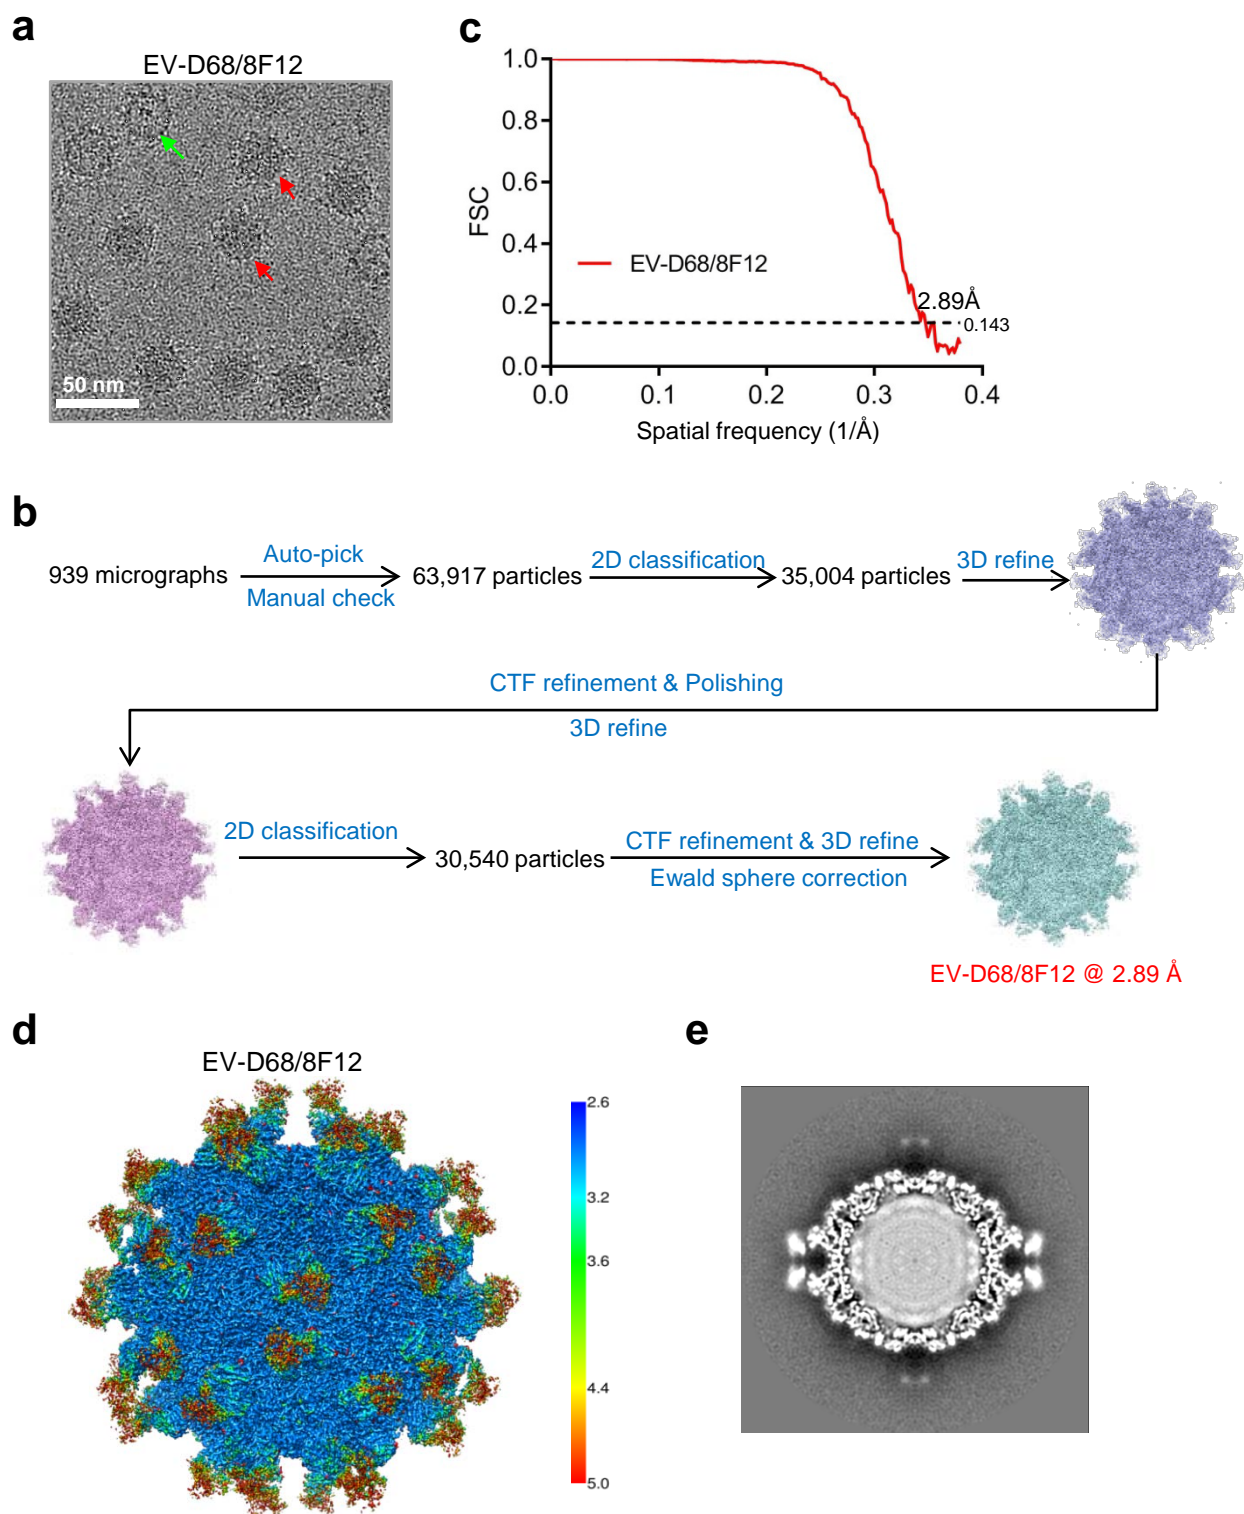 a
EV-D68/8F12
50 nm
c
1.0
0.8
0.6
0.4
0.2
0.0
FSC
EV-D68/8F12
2.89Å
0.143
0.0
0.1
0.2
0.3
0.4
Spatial frequency (1/Å)
b
939 micrographs
Auto-pick
Manual check
63,917 particles
2D classification
35,004 particles
3D refine
CTF refinement & Polishing
3D refine
2D classification
30,540 particles
CTF refinement & 3D refine
Ewald sphere correction
EV-D68/8F12 @ 2.89 Å
d
EV-D68/8F12
2.6
3.2
3.6
4.4
5.0
e